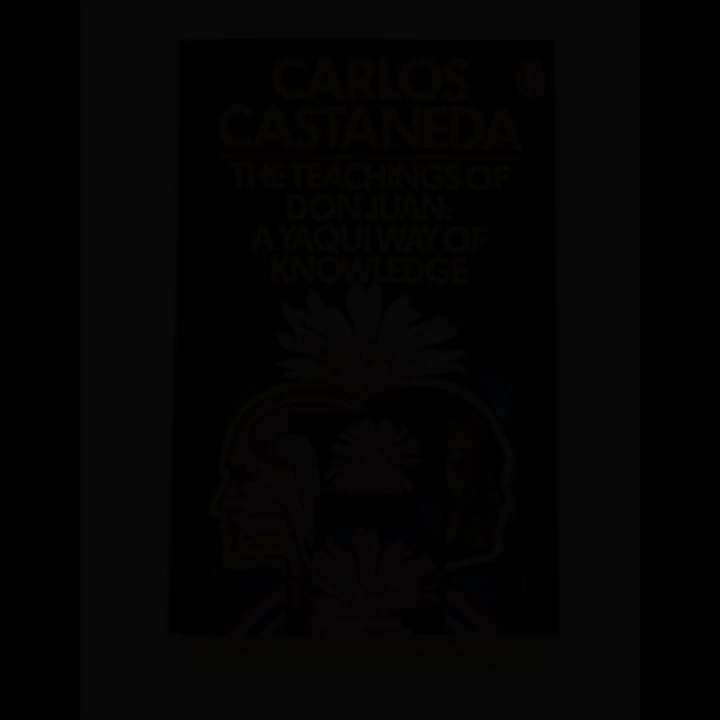 CARLOS
CASTANEDA
THE TEACHINGS OF
DON JUAN:
A YAQUI WAY OF
KNOWLEDGE